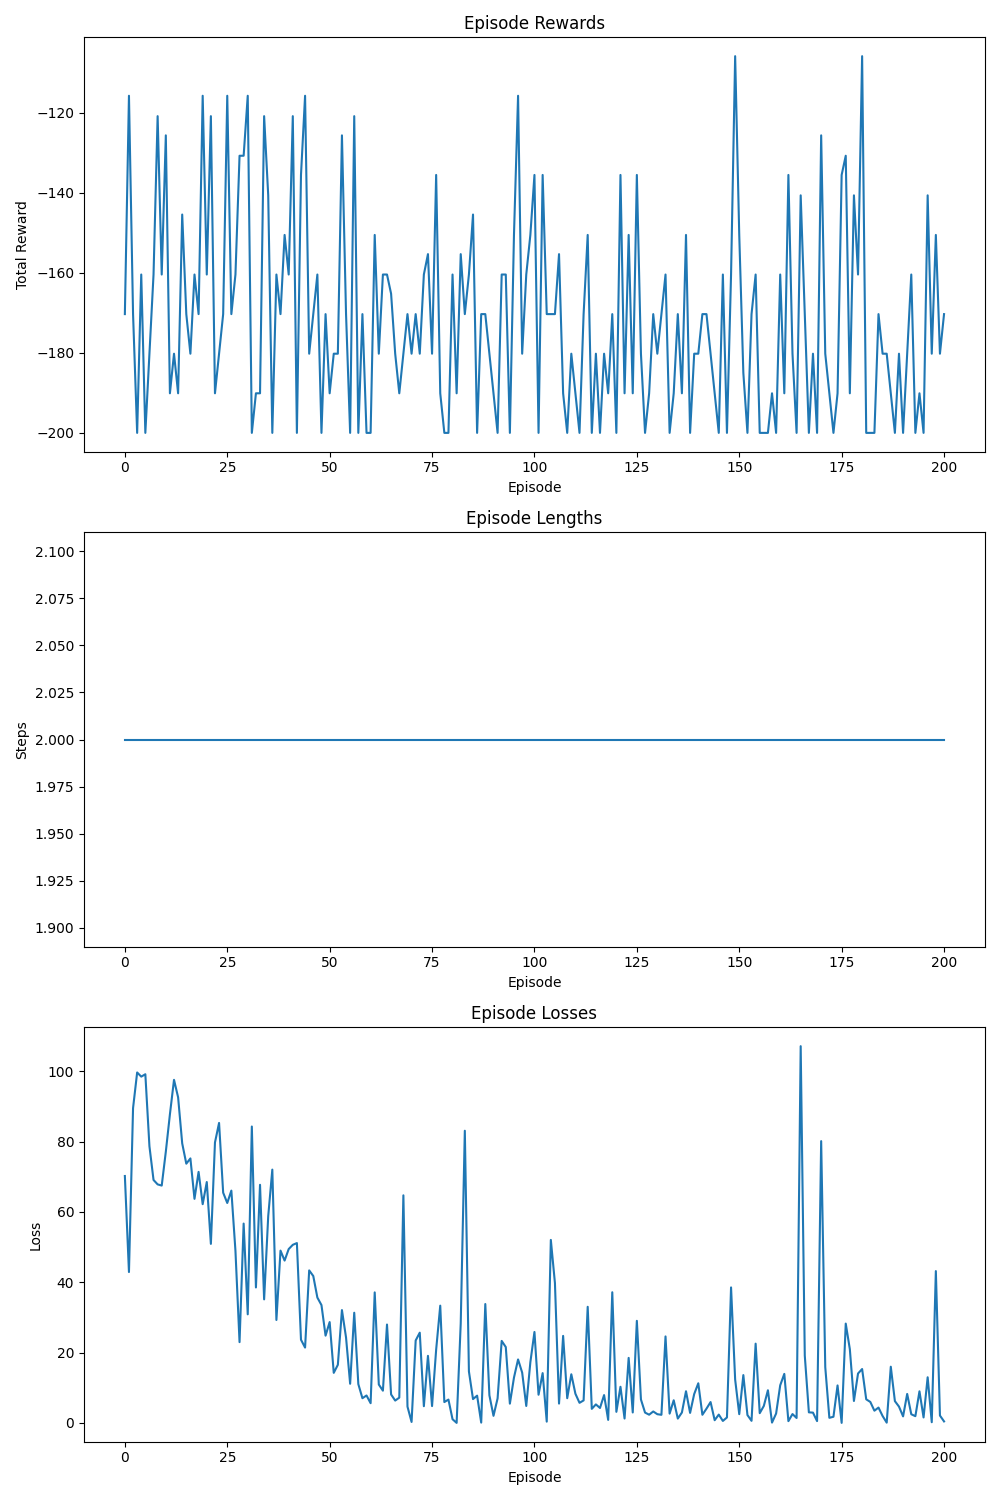 Episode Rewards
Total Reward
−120
−140
−160
−180
−200
0 25 50 75 100 125 150 175 200
Episode
Episode Lengths
Steps
2.100
2.075
2.050
2.025
2.000
1.975
1.950
1.925
1.900
0 25 50 75 100 125 150 175 200
Episode
Episode Losses
Loss
100
80
60
40
20
0
0 25 50 75 100 125 150 175 200
Episode